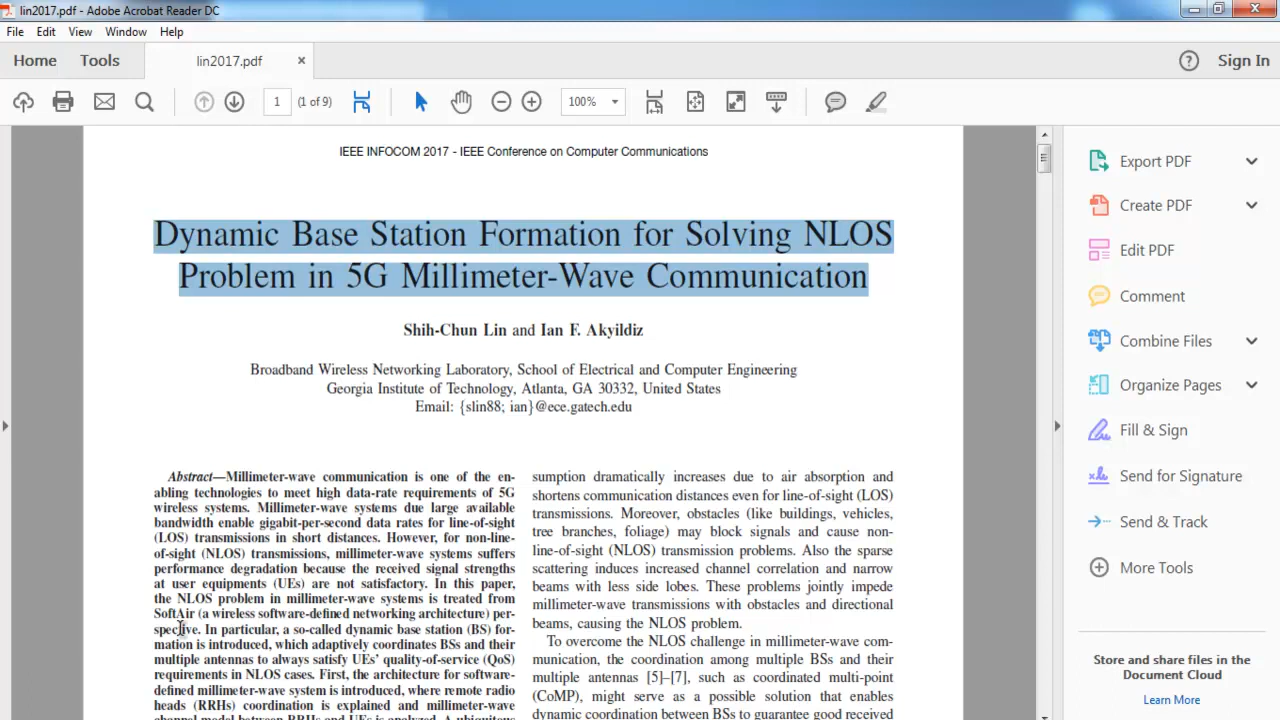 lin2017.pdf - Adobe Acrobat Reader DC
File Edit View Window Help
Home Tools lin2017.pdf × ? Sign In
1 (1 of 9) 100%
IEEE INFOCOM 2017 - IEEE Conference on Computer Communications
Dynamic Base Station Formation for Solving NLOS
Problem in 5G Millimeter-Wave Communication
Shih-Chun Lin and Ian F. Akyildiz
Broadband Wireless Networking Laboratory, School of Electrical and Computer Engineering
Georgia Institute of Technology, Atlanta, GA 30332, United States
Email: {slin88; ian}@ece.gatech.edu
Abstract—Millimeter-wave communication is one of the en-
abling technologies to meet high data-rate requirements of 5G
wireless systems. Millimeter-wave systems due large available
bandwidth enable gigabit-per-second data rates for line-of-sight
(LOS) transmissions in short distances. However, for non-line-
of-sight (NLOS) transmissions, millimeter-wave systems suffers
performance degradation because the received signal strengths
at user equipments (UEs) are not satisfactory. In this paper,
the NLOS problem in millimeter-wave systems is treated from
SoftAir (a wireless software-defined networking architecture) per-
spective. In particular, a so-called dynamic base station (BS) for-
mation is introduced, which adaptively coordinates BSs and their
multiple antennas to always satisfy UEs' quality-of-service (QoS)
requirements in NLOS cases. First, the architecture for software-
defined millimeter-wave system is introduced, where remote radio
heads (RRHs) coordination is explained and millimeter-wave
channel model between RRHs and UEs is analyzed. A ubiquitous
sumption dramatically increases due to air absorption and
shortens communication distances even for line-of-sight (LOS)
transmissions. Moreover, obstacles (like buildings, vehicles,
tree branches, foliage) may block signals and cause non-
line-of-sight (NLOS) transmission problems. Also the sparse
scattering induces increased channel correlation and narrow
beams with less side lobes. These problems jointly impede
millimeter-wave transmissions with obstacles and directional
beams, causing the NLOS problem.
To overcome the NLOS challenge in millimeter-wave com-
munication, the coordination among multiple BSs and their
multiple antennas [5]–[7], such as coordinated multi-point
(CoMP), might serve as a possible solution that enables
dynamic coordination between BSs to guarantee good received
Export PDF
Create PDF
Edit PDF
Comment
Combine Files
Organize Pages
Fill & Sign
Send for Signature
Send & Track
More Tools
Store and share files in the
Document Cloud
Learn More